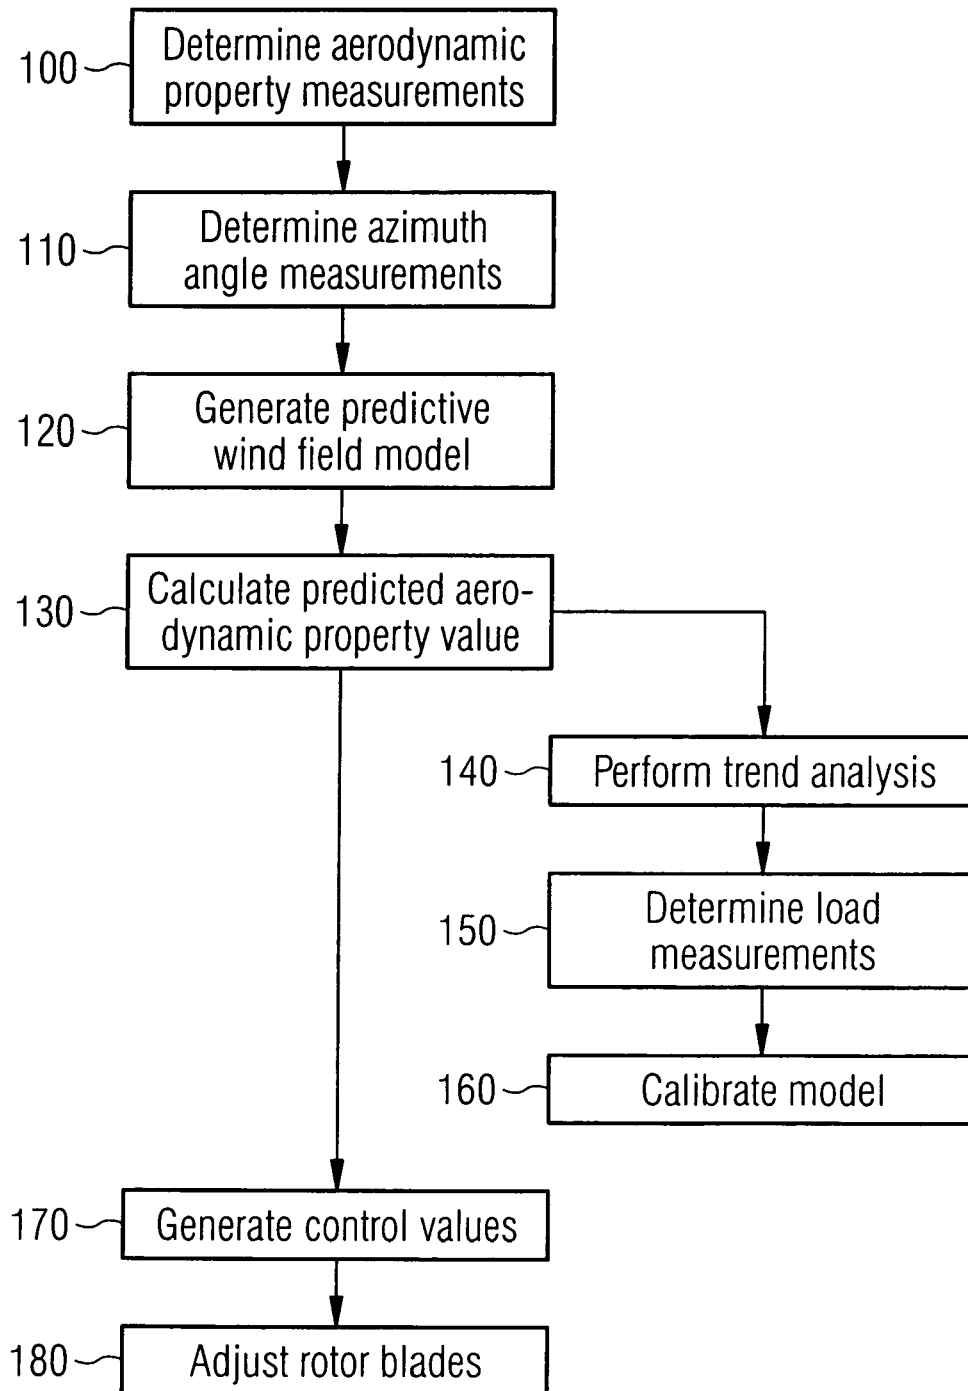 100
Determine aerodynamic
property measurements
110
Determine azimuth
angle measurements
120
Generate predictive
wind field model
130
Calculate predicted aero-
dynamic property value
140
Perform trend analysis
150
Determine load
measurements
160
Calibrate model
170
Generate control values
180
Adjust rotor blades